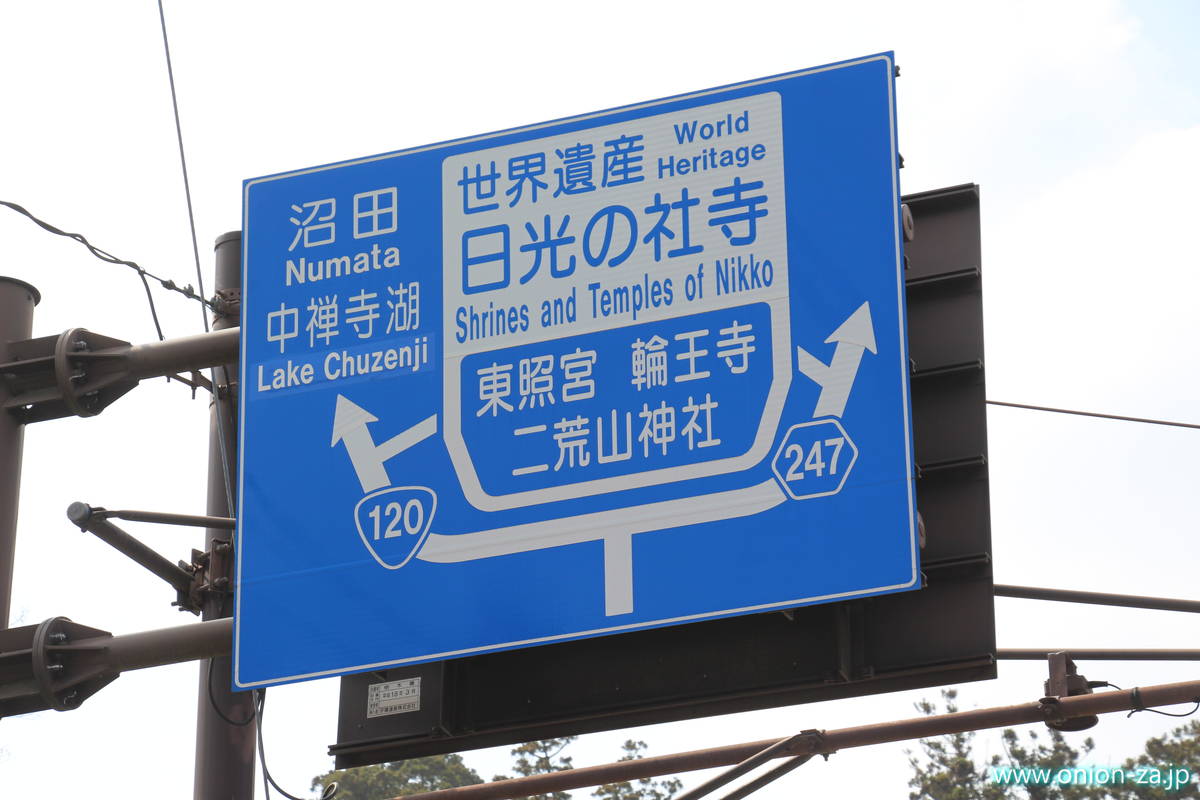 沼田
Numata
中禅寺湖
Lake Chuzenji
世界遺産 World Heritage
日光の社寺
Shrines and Temples of Nikko
東照宮 輪王寺
二荒山神社
120
247
www.onion-za.jp